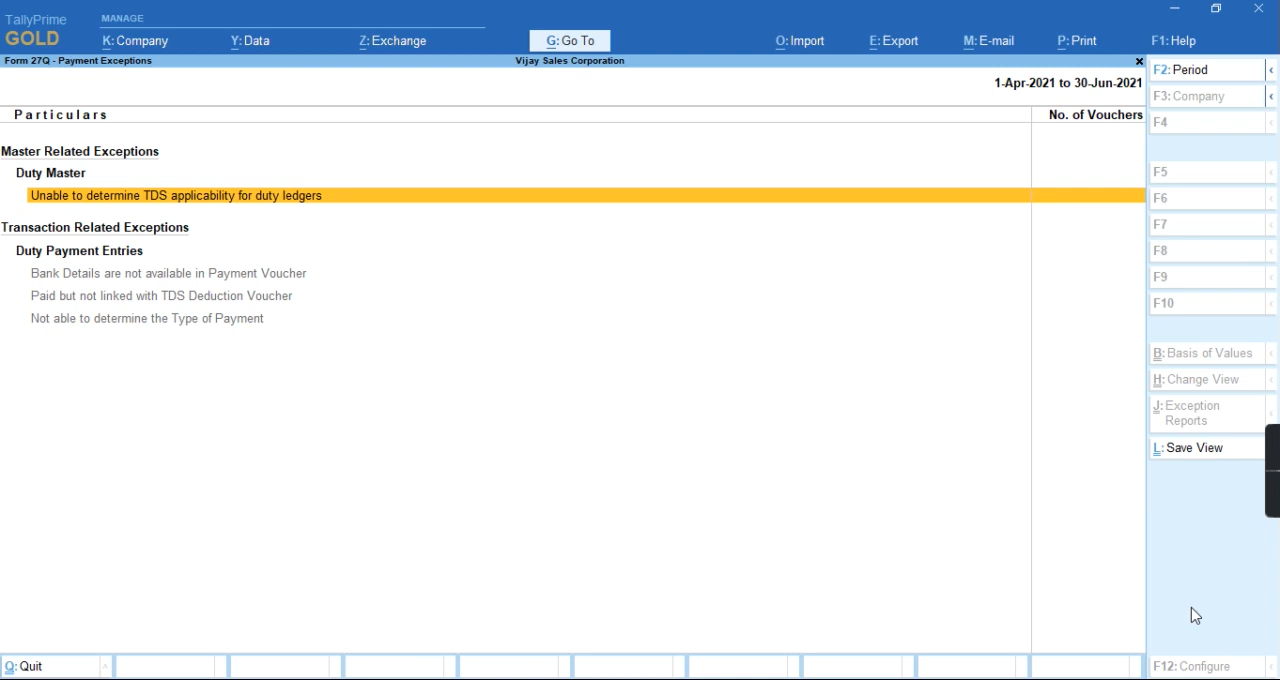 TallyPrime
GOLD
MANAGE
K: Company
Y: Data
Z: Exchange
G: Go To
O: Import
E: Export
M: E-mail
P: Print
F1: Help
Form 27Q - Payment Exceptions
Vijay Sales Corporation
1-Apr-2021 to 30-Jun-2021
Particulars
No. of Vouchers
Master Related Exceptions
Duty Master
Unable to determine TDS applicability for duty ledgers
Transaction Related Exceptions
Duty Payment Entries
Bank Details are not available in Payment Voucher
Paid but not linked with TDS Deduction Voucher
Not able to determine the Type of Payment
F2: Period
F3: Company
F4
F5
F6
F7
F8
F9
F10
B: Basis of Values
H: Change View
J: Exception
Reports
L: Save View
Q: Quit
F12: Configure